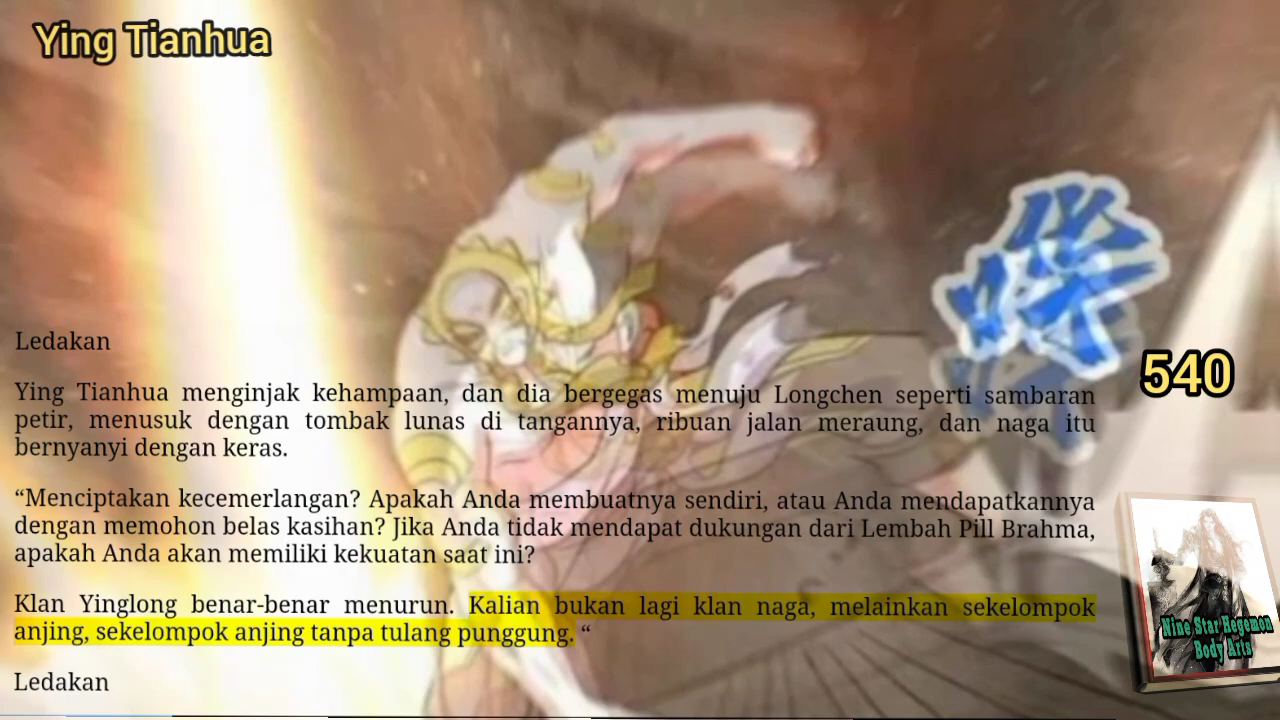 Ying Tianhua
Ledakan
Ying Tianhua menginjak kehampaan, dan dia bergegas menuju Longchen seperti sambaran
petir, menusuk dengan tombak lunas di tangannya, ribuan jalan meraung, dan naga itu
bernyanyi dengan keras.
“Menciptakan kecemerlangan? Apakah Anda membuatnya sendiri, atau Anda mendapatkannya
dengan memohon belas kasihan? Jika Anda tidak mendapat dukungan dari Lembah Pill Brahma,
apakah Anda akan memiliki kekuatan saat ini?
Klan Yinglong benar-benar menurun. Kalian bukan lagi klan naga, melainkan sekelompok
anjing, sekelompok anjing tanpa tulang punggung. “
Ledakan
540
Nine Star Hegemon
Body Arts